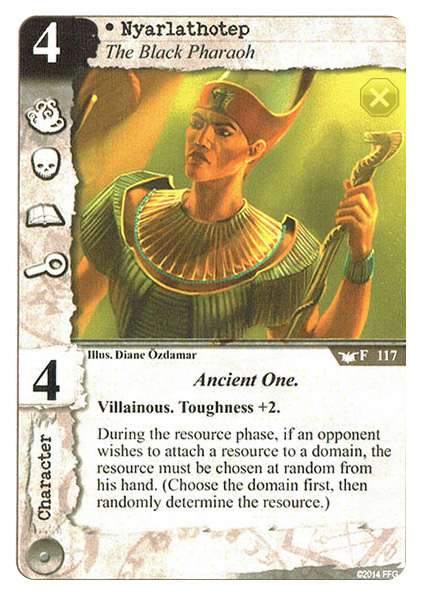 4
• Nyarlathotep
The Black Pharaoh
Illus. Diane Özdamar
F 117
4
Ancient One.
Villainous. Toughness +2.
During the resource phase, if an opponent
wishes to attach a resource to a domain, the
resource must be chosen at random from
his hand. (Choose the domain first, then
randomly determine the resource.)
Character
©2014 FFG